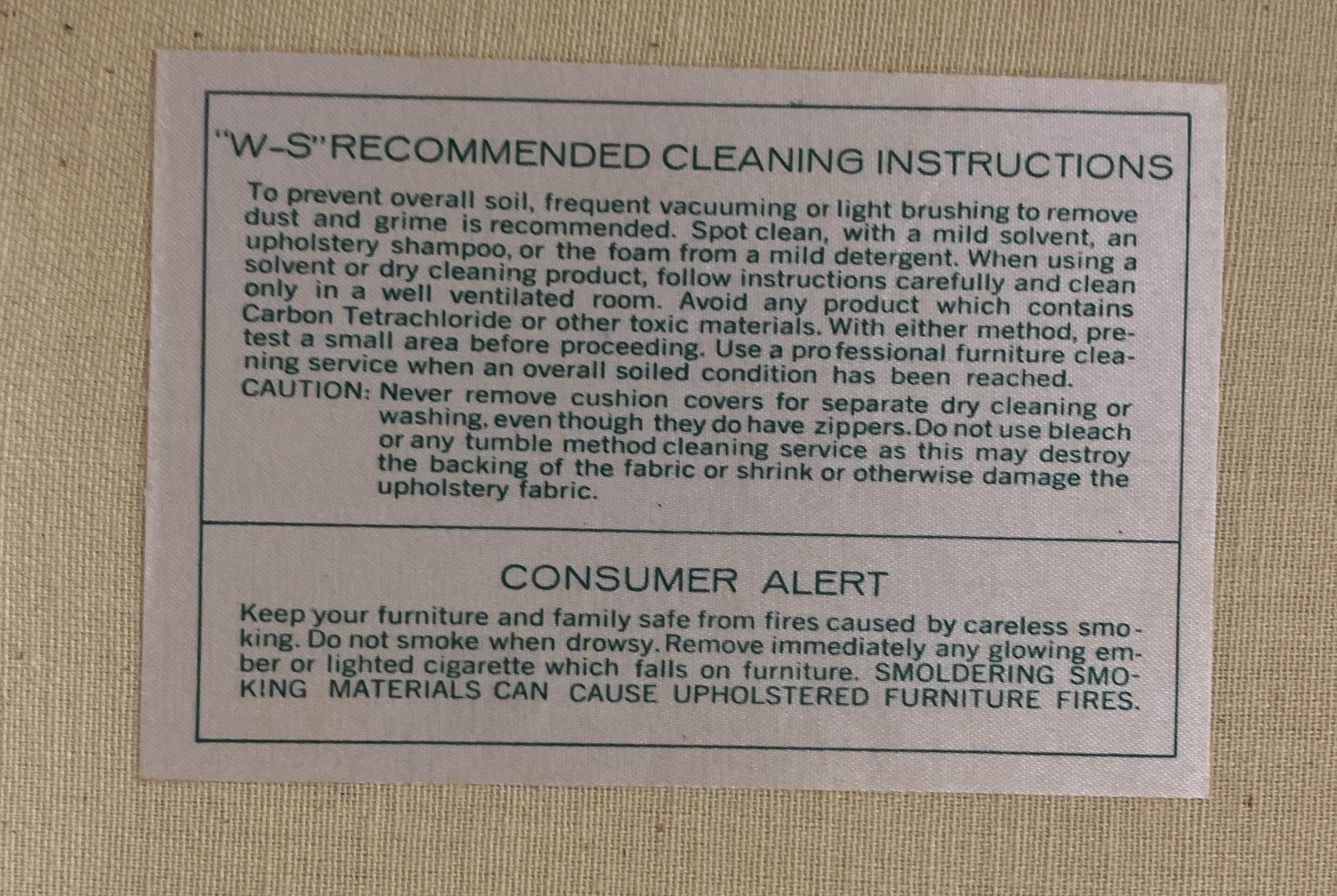 "W-S" RECOMMENDED CLEANING INSTRUCTIONS
To prevent overall soil, frequent vacuuming or light brushing to remove
dust and grime is recommended. Spot clean, with a mild solvent, an
upholstery shampoo, or the foam from a mild detergent. When using a
solvent or dry cleaning product, follow instructions carefully and clean
only in a well ventilated room. Avoid any product which contains
Carbon Tetrachloride or other toxic materials. With either method, pre-
test a small area before proceeding. Use a professional furniture clea-
ning service when an overall soiled condition has been reached.
CAUTION: Never remove cushion covers for separate dry cleaning or
washing, even though they do have zippers. Do not use bleach
or any tumble method cleaning service as this may destroy
the backing of the fabric or shrink or otherwise damage the
upholstery fabric.
CONSUMER ALERT
Keep your furniture and family safe from fires caused by careless smo-
king. Do not smoke when drowsy. Remove immediately any glowing em-
ber or lighted cigarette which falls on furniture. SMOLDERING SMO-
KING MATERIALS CAN CAUSE UPHOLSTERED FURNITURE FIRES.